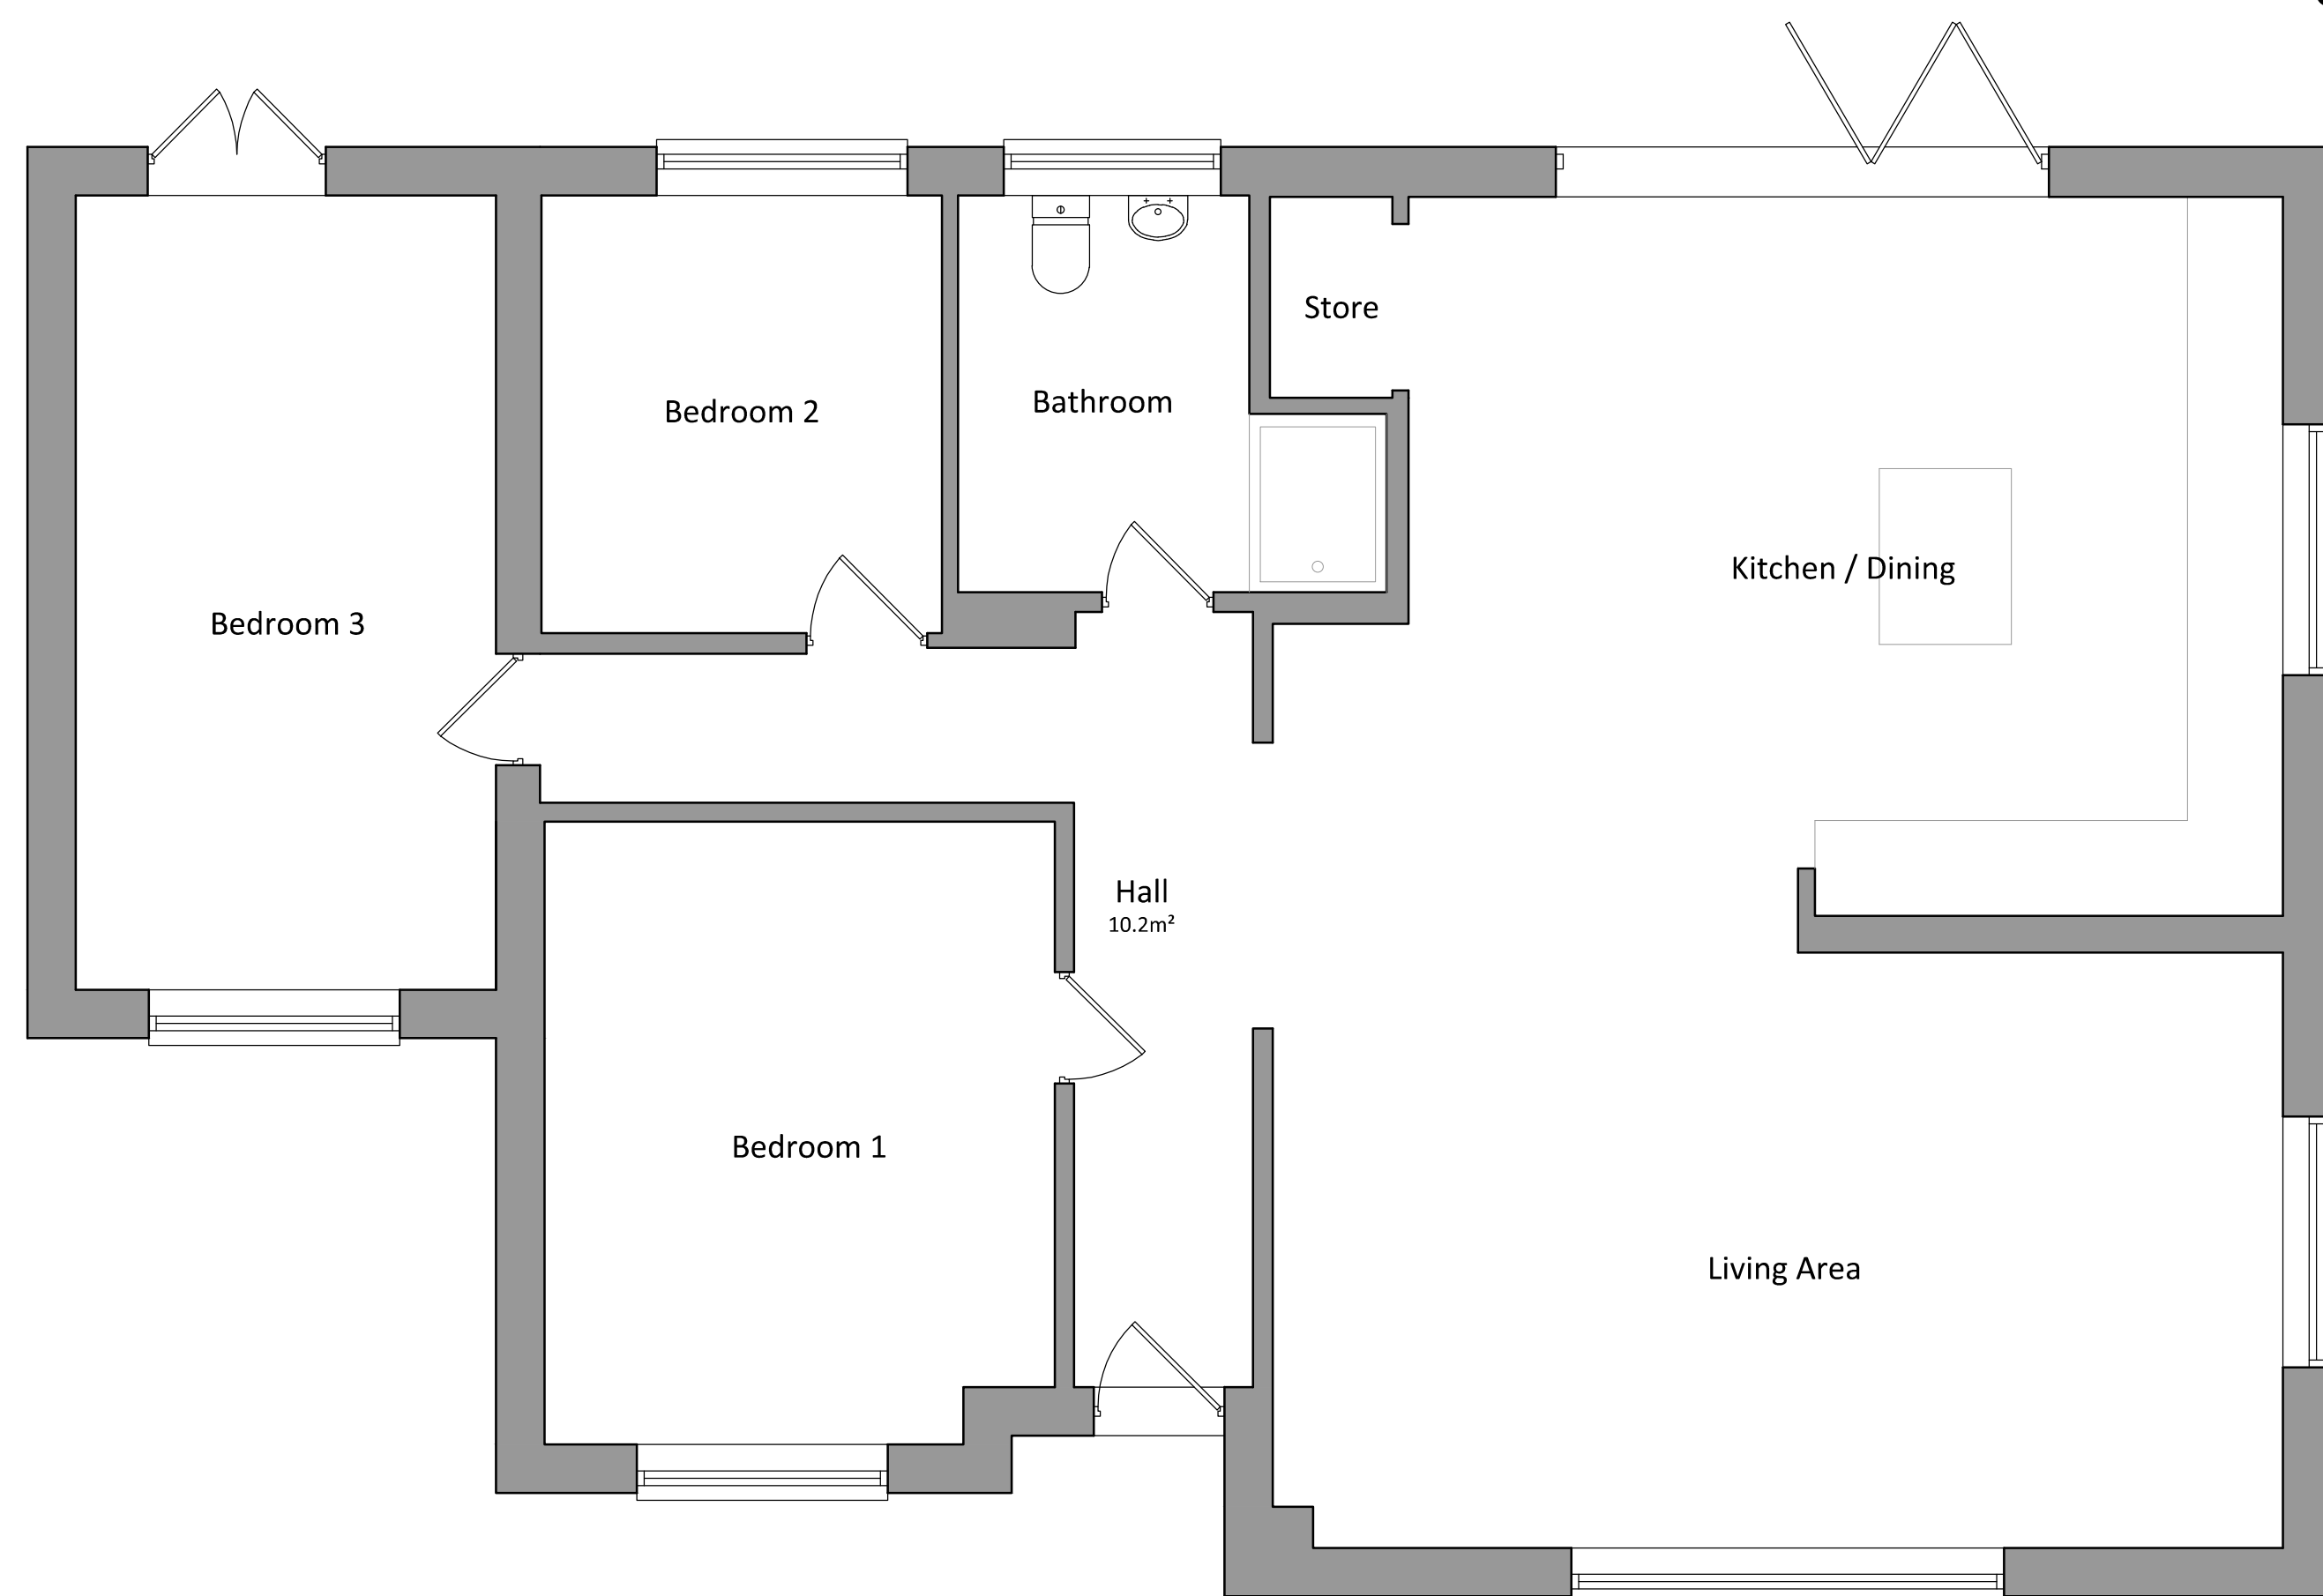 Store
Bedroom 2
Bathroom
Kitchen / Dining
Bedroom 3
Hall
10.2m²
Bedroom 1
Living Area